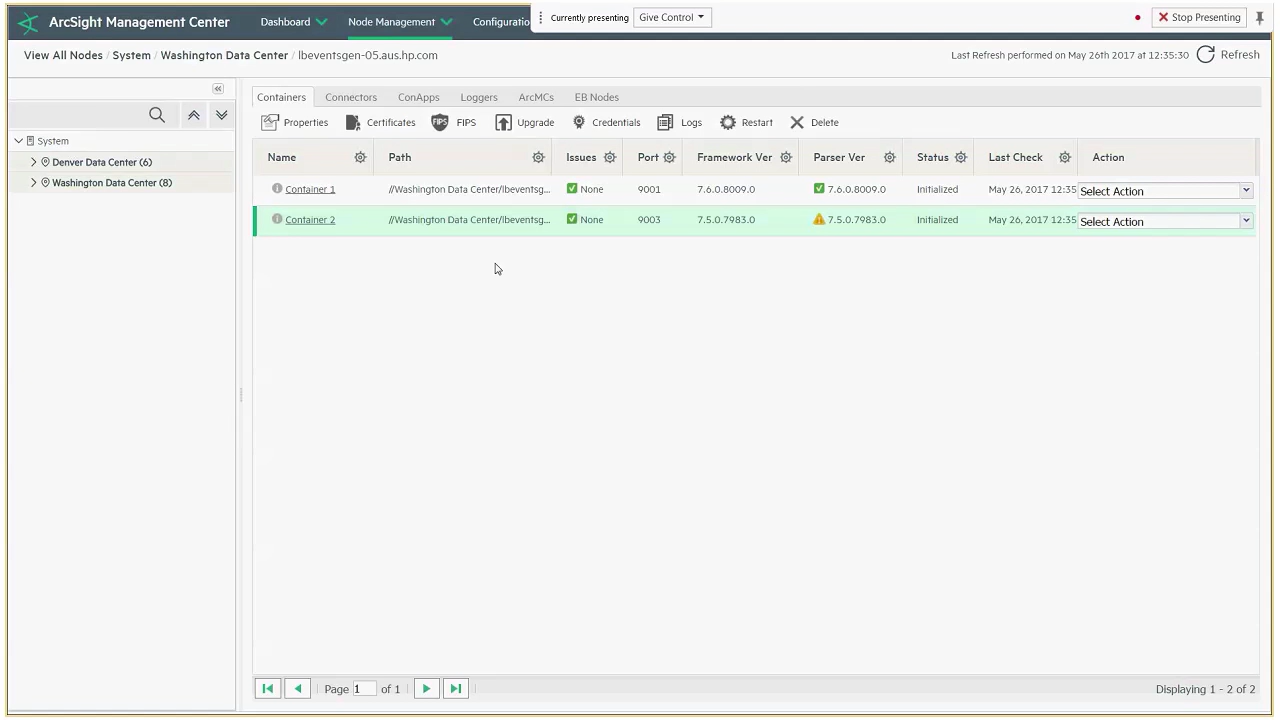 ArcSight Management Center
Dashboard
Node Management
Configuratio
Currently presenting
Give Control
Stop Presenting
View All Nodes / System / Washington Data Center / lbeventsgen-05.aus.hp.com
Last Refresh performed on May 26th 2017 at 12:35:30
Refresh
System
Denver Data Center (6)
Washington Data Center (8)
Containers Connectors ConApps Loggers ArcMCs EB Nodes
Properties Certificates FIPS FIPS Upgrade Credentials Logs Restart Delete
Name Path Issues Port Framework Ver Parser Ver Status Last Check Action
Container 1 //Washington Data Center/lbeventsg... None 9001 7.6.0.8009.0 7.6.0.8009.0 Initialized May 26, 2017 12:35 Select Action
Container 2 //Washington Data Center/lbeventsg... None 9003 7.5.0.7983.0 7.5.0.7983.0 Initialized May 26, 2017 12:35 Select Action
Page 1 of 1
Displaying 1 - 2 of 2